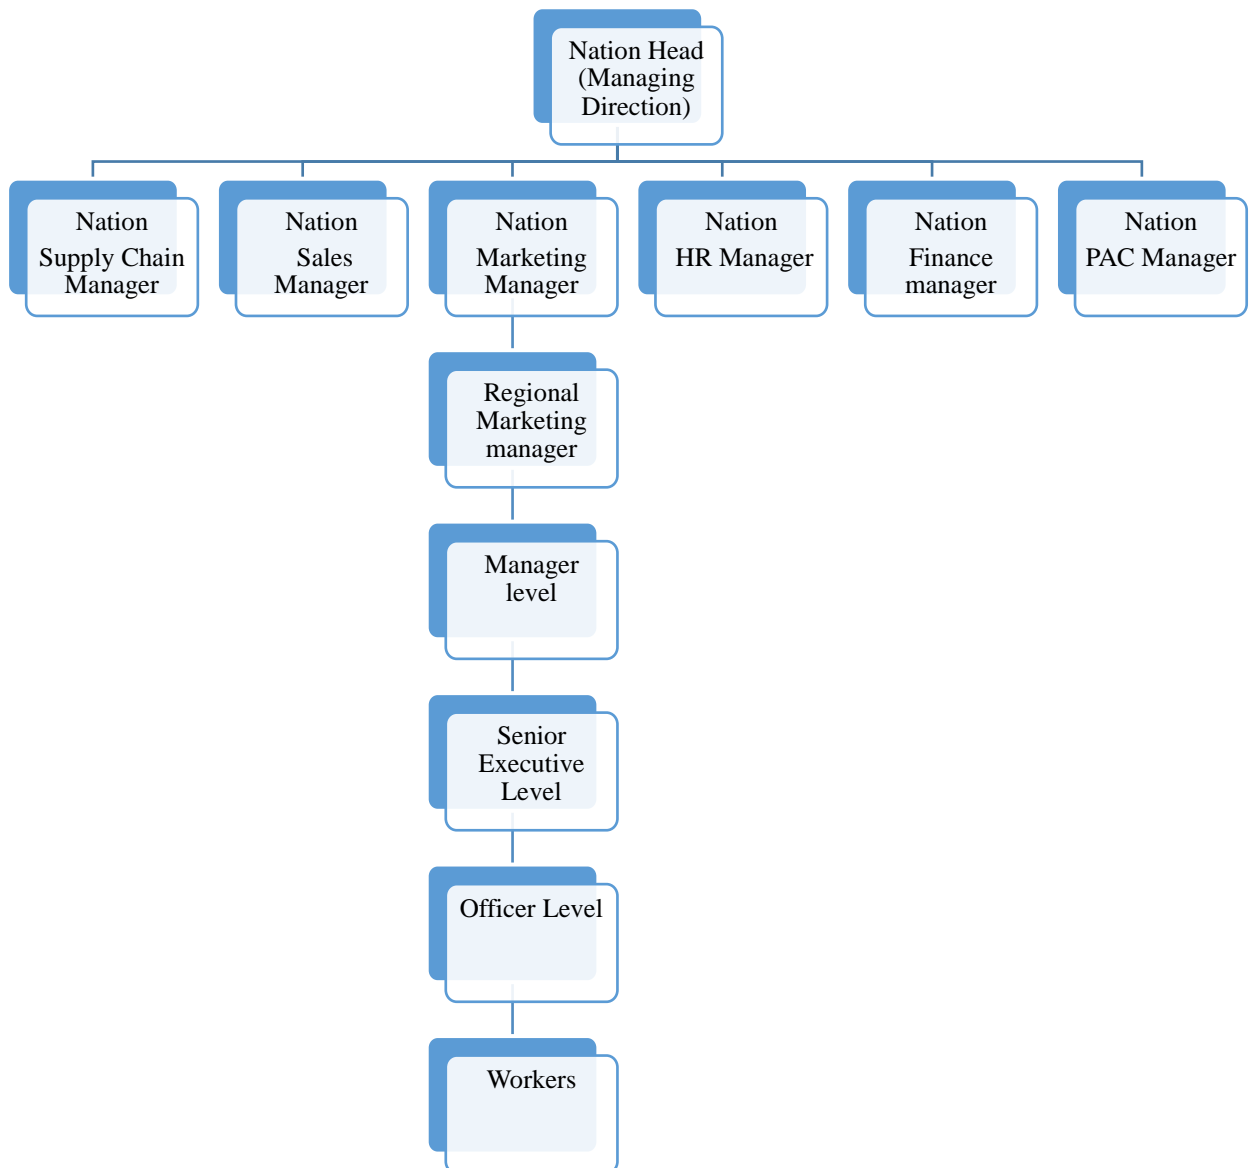 Nation Head
(Managing
Direction)
Nation
Supply Chain
Manager
Nation
Sales
Manager
Nation
Marketing
Manager
Nation
HR Manager
Nation
Finance
manager
Nation
PAC Manager
Regional
Marketing
manager
Manager
level
Senior
Executive
Level
Officer Level
Workers